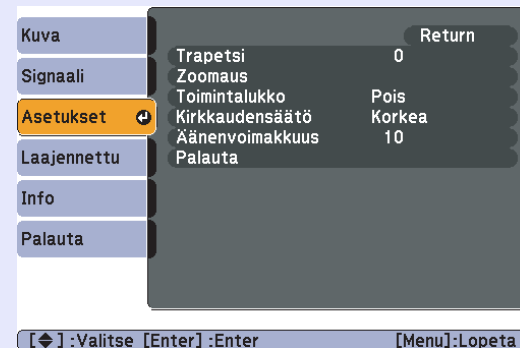 Kuva
Signaali
Asetukset
Laajennettu
Info
Palauta
Return
Trapetsi 0
Zoomaus
Toimintalukko Pois
Kirkkaudensäätö Korkea
Äänenvoimakkuus 10
Palauta
[ ] :Valitse [Enter] :Enter [Menu]:Lopeta